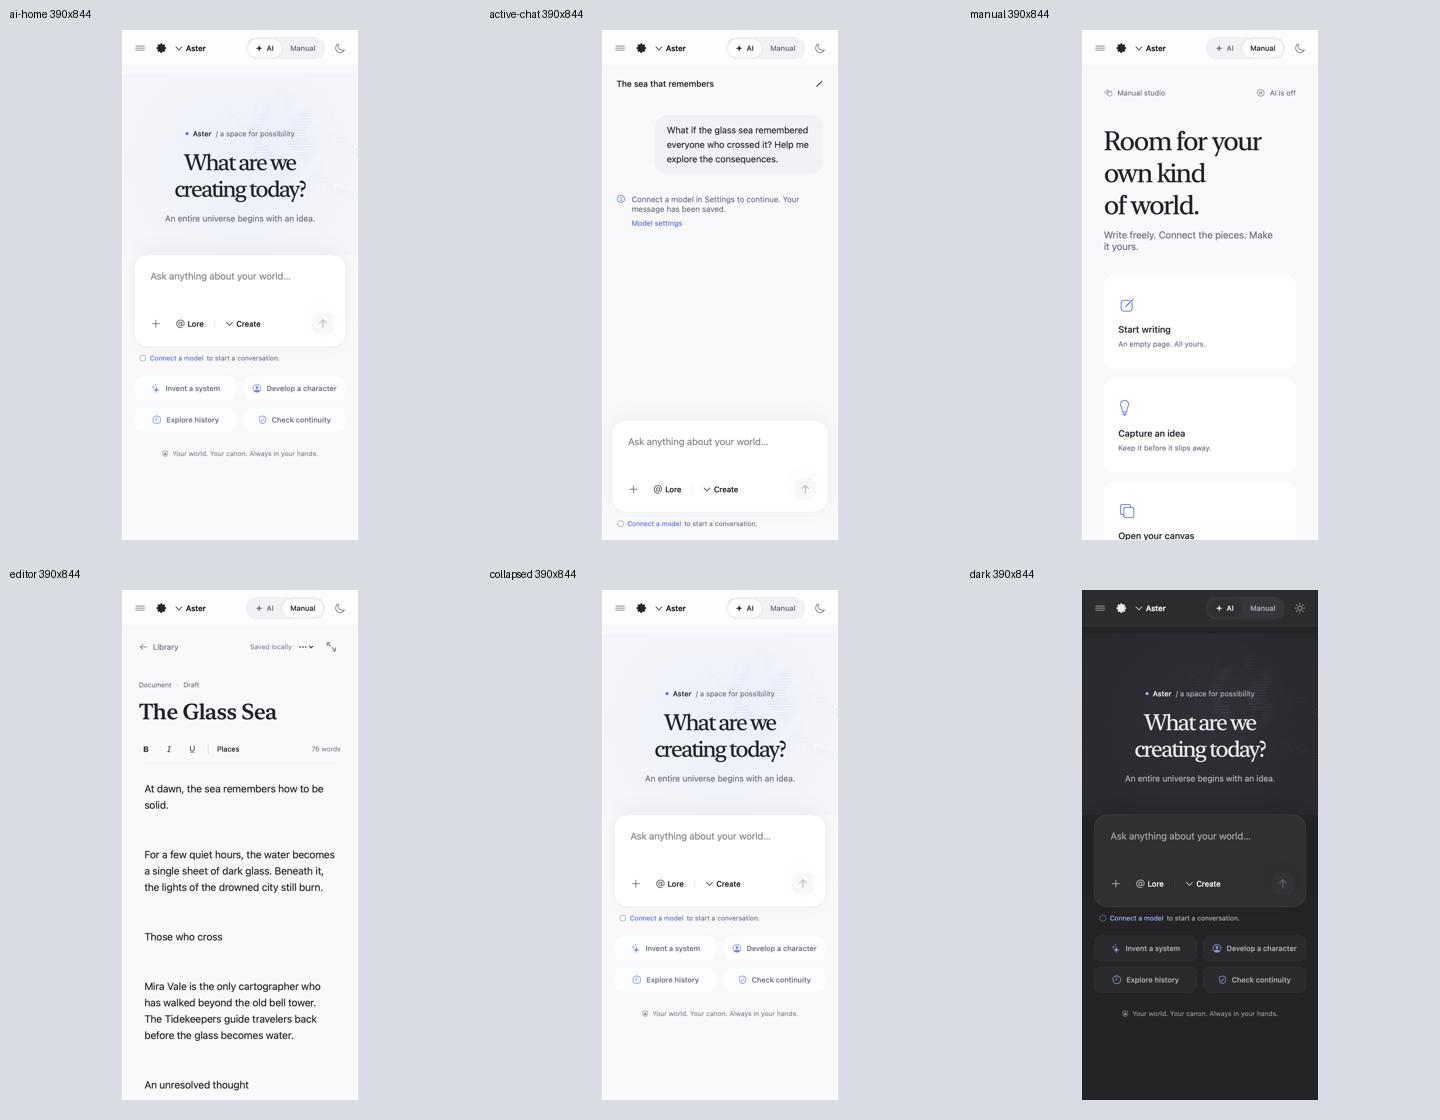 ai-home 390x844
Aster
AI
Manual
Aster / a space for possibility
What are we
creating today?
An entire universe begins with an idea.
Ask anything about your world...
@ Lore
Create
Connect a model to start a conversation.
Invent a system
Develop a character
Explore history
Check continuity
Your world. Your canon. Always in your hands.
active-chat 390x844
Aster
AI
Manual
The sea that remembers
What if the glass sea remembered
everyone who crossed it? Help me
explore the consequences.
Connect a model in Settings to continue. Your
message has been saved.
Model settings
Ask anything about your world...
@ Lore
Create
Connect a model to start a conversation.
manual 390x844
Aster
AI
Manual
Manual studio
AI is off
Room for your
own kind
of world.
Write freely. Connect the pieces. Make
it yours.
Start writing
An empty page. All yours.
Capture an idea
Keep it before it slips away.
Open your canvas
editor 390x844
Aster
AI
Manual
Library
Saved locally
Document - Draft
The Glass Sea
B I U Places
76 words
At dawn, the sea remembers how to be
solid.
For a few quiet hours, the water becomes
a single sheet of dark glass. Beneath it,
the lights of the drowned city still burn.
Those who cross
Mira Vale is the only cartographer who
has walked beyond the old bell tower.
The Tidekeepers guide travelers back
before the glass becomes water.
An unresolved thought
collapsed 390x844
Aster
AI
Manual
Aster / a space for possibility
What are we
creating today?
An entire universe begins with an idea.
Ask anything about your world...
@ Lore
Create
Connect a model to start a conversation.
Invent a system
Develop a character
Explore history
Check continuity
Your world. Your canon. Always in your hands.
dark 390x844
Aster
AI
Manual
Aster / a space for possibility
What are we
creating today?
An entire universe begins with an idea.
Ask anything about your world...
@ Lore
Create
Connect a model to start a conversation.
Invent a system
Develop a character
Explore history
Check continuity
Your world. Your canon. Always in your hands.